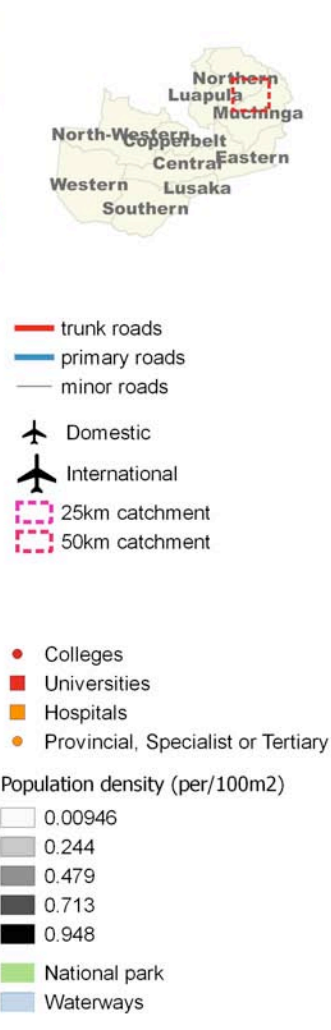 Northern
Luapula
Muchinga
North-Western
Copperbelt
Central
Eastern
Western
Lusaka
Southern
trunk roads
primary roads
minor roads
Domestic
International
25km catchment
50km catchment
Colleges
Universities
Hospitals
Provincial, Specialist or Tertiary
Population density (per/100m2)
0.00946
0.244
0.479
0.713
0.948
National park
Waterways